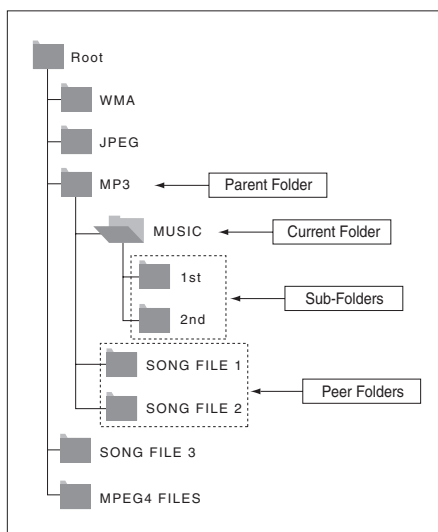 Root
WMA
JPEG
MP3
Parent Folder
MUSIC
Current Folder
1st
Sub-Folders
2nd
SONG FILE 1
Peer Folders
SONG FILE 2
SONG FILE 3
MPEG4 FILES